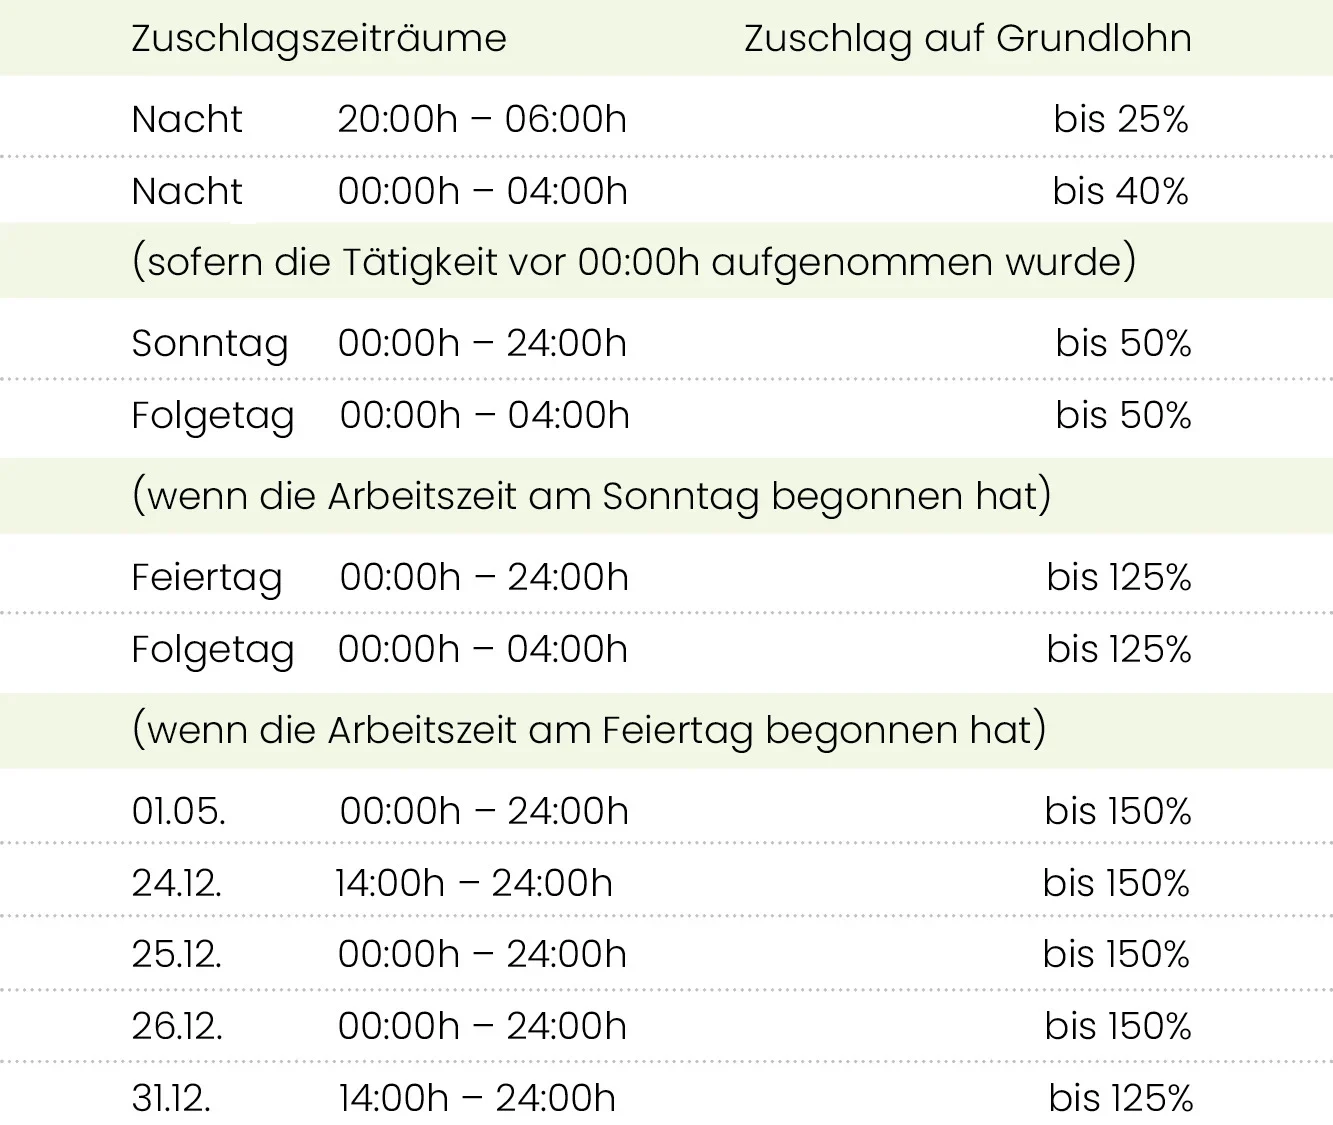 Zuschlagszeiträume Zuschlag auf Grundlohn
Nacht 20:00h – 06:00h bis 25%
Nacht 00:00h – 04:00h bis 40%
(sofern die Tätigkeit vor 00:00h aufgenommen wurde)
Sonntag 00:00h – 24:00h bis 50%
Folgetag 00:00h – 04:00h bis 50%
(wenn die Arbeitszeit am Sonntag begonnen hat)
Feiertag 00:00h – 24:00h bis 125%
Folgetag 00:00h – 04:00h bis 125%
(wenn die Arbeitszeit am Feiertag begonnen hat)
01.05. 00:00h – 24:00h bis 150%
24.12. 14:00h – 24:00h bis 150%
25.12. 00:00h – 24:00h bis 150%
26.12. 00:00h – 24:00h bis 150%
31.12. 14:00h – 24:00h bis 125%